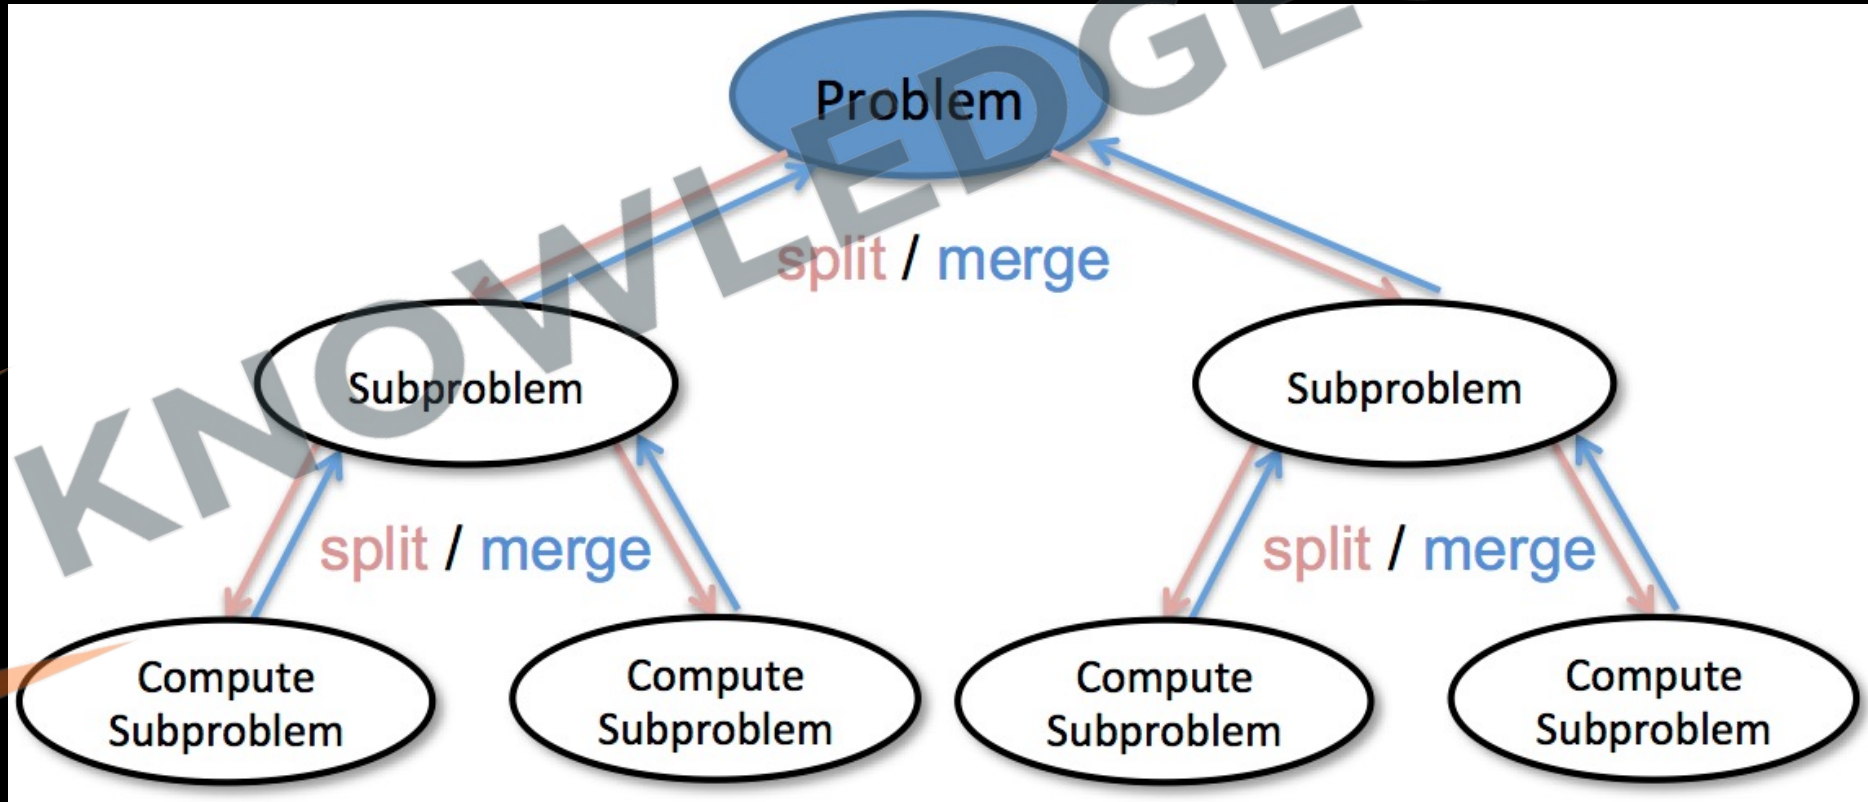 Problem
KNOWLEDGE
split / merge
Subproblem
Subproblem
split / merge
split / merge
Compute
Subproblem
Compute
Subproblem
Compute
Subproblem
Compute
Subproblem